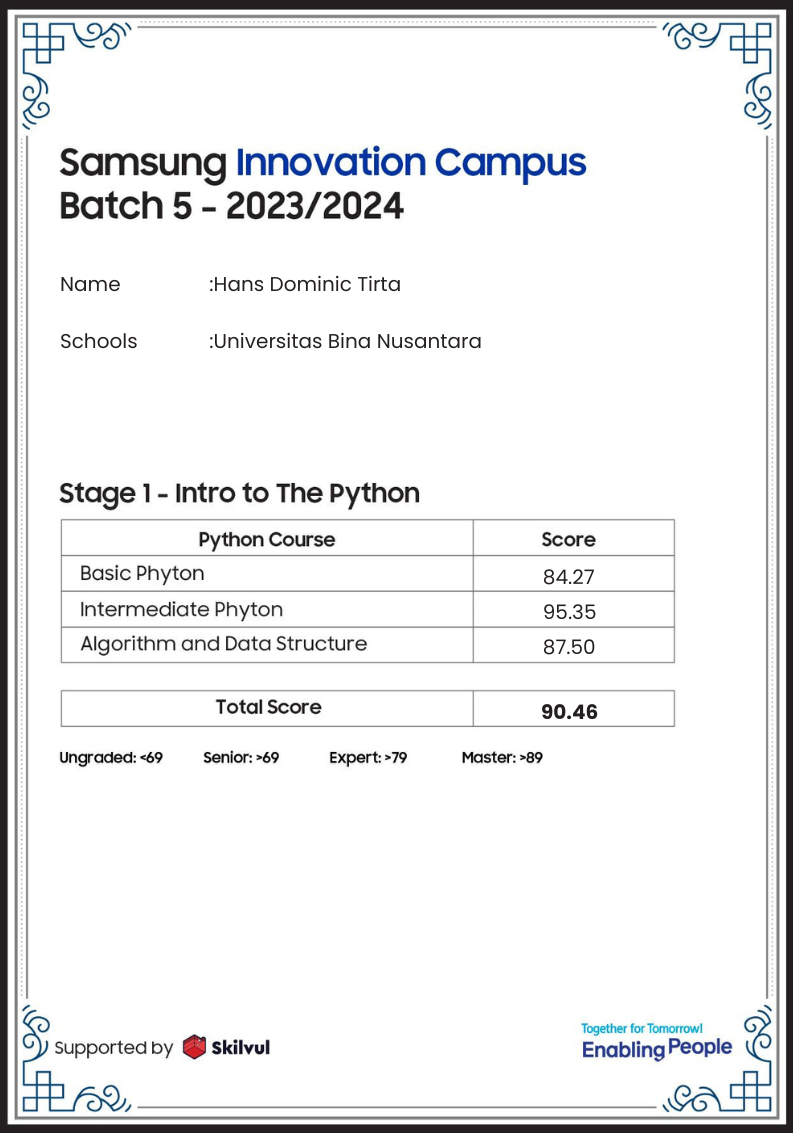 Samsung Innovation Campus
Batch 5 - 2023/2024
Name :Hans Dominic Tirta
Schools :Universitas Bina Nusantara
Stage 1 - Intro to The Python
Python Course Score
Basic Phyton 84.27
Intermediate Phyton 95.35
Algorithm and Data Structure 87.50
Total Score 90.46
Ungraded: <69 Senior: >69 Expert: >79 Master: >89
Together for Tomorrow!
Supported by Skilvul Enabling People